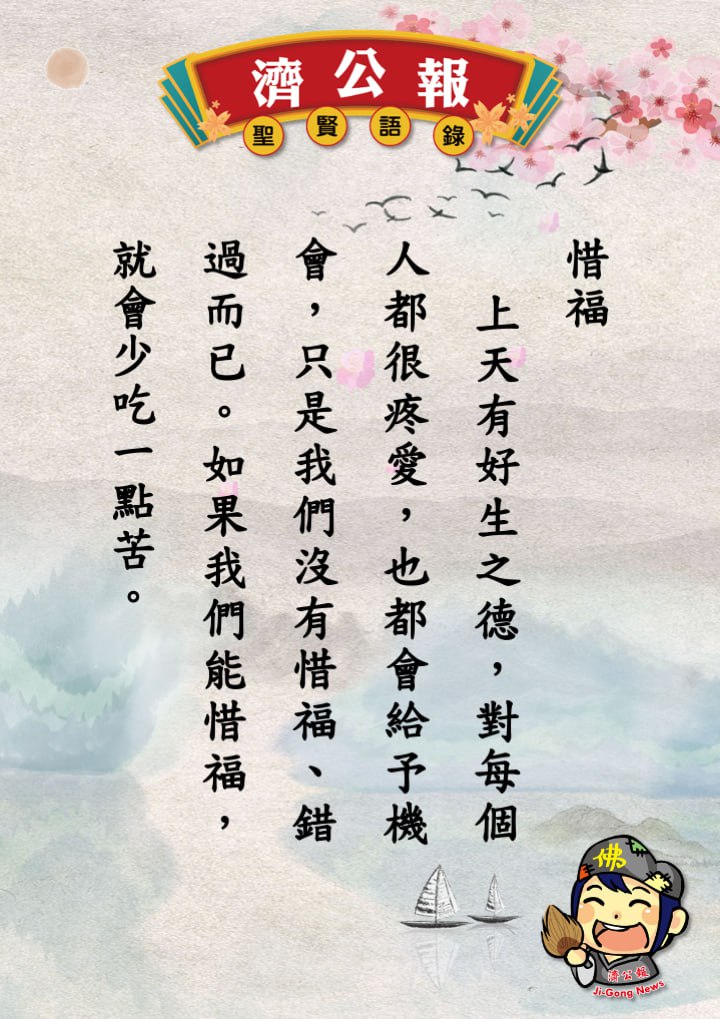 濟公報
聖賢語錄
惜福
上天有好生之德，對每個
人都很疼愛，也都會給予機
會，只是我們沒有惜福、錯
過而已。如果我們能惜福，
就會少吃一點苦。
佛
濟公報
Ji-Gong News